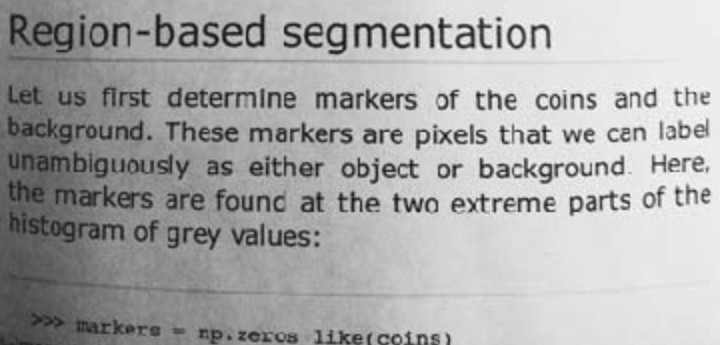 Region-based segmentation
Let us first determine markers of the coins and the
background. These markers are pixels that we can label
unambiguously as either object or background. Here,
the markers are found at the two extreme parts of the
histogram of grey values:
>>> markers = np.zeros_like(coins)